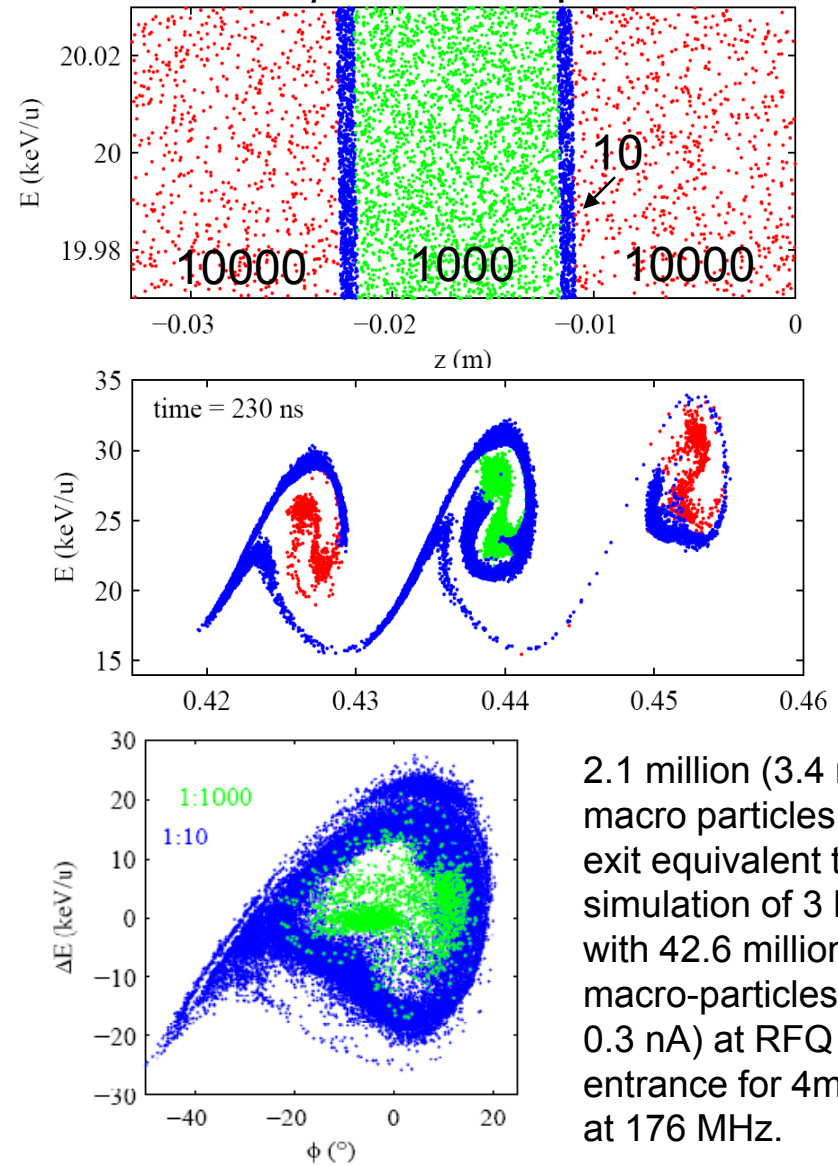 20.02
20
19.98
E (keV/u)
10
10000 1000 10000
−0.03 −0.02 −0.01 0
z (m)
35
30
25
20
15
E (keV/u)
time = 230 ns
0.42 0.43 0.44 0.45 0.46
30
20
10
0
−10
−20
−30
ΔE (keV/u)
1:1000
1:10
−40 −20 0 20
ϕ (°)
2.1 million (3.4
macro particles
exit equivalent
simulation of 3
with 42.6 million
macro-particles
0.3 nA) at RFQ
entrance for
at 176 MHz.